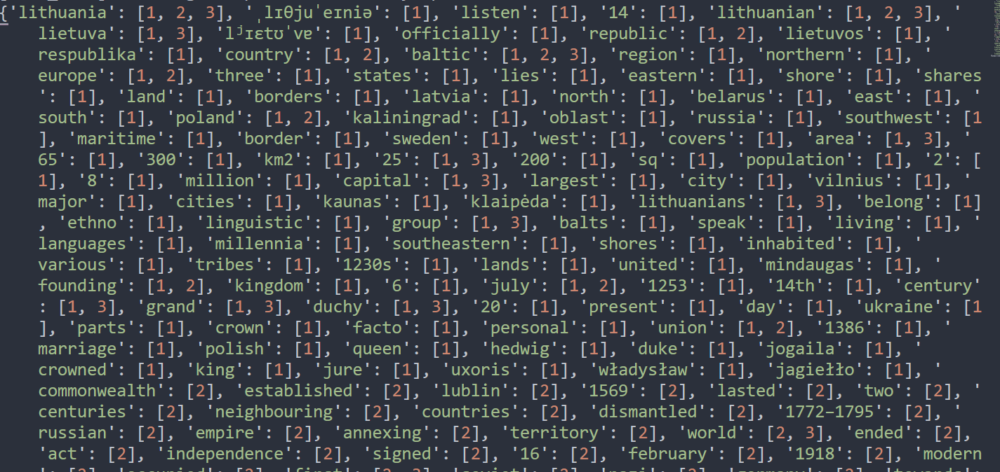 {'lithuania': [1, 2, 3], 'ˌlɪθjuˈeɪniə': [1], 'listen': [1], '14': [1], 'lithuanian': [1, 2, 3], '
lietuva': [1, 3], 'lʲɪɛtʊˈvɐ': [1], 'officially': [1], 'republic': [1, 2], 'lietuvos': [1], '
respublika': [1], 'country': [1, 2], 'baltic': [1, 2, 3], 'region': [1], 'northern': [1], '
europe': [1, 2], 'three': [1], 'states': [1], 'lies': [1], 'eastern': [1], 'shore': [1], 'shares
': [1], 'land': [1], 'borders': [1], 'latvia': [1], 'north': [1], 'belarus': [1], 'east': [1], '
south': [1], 'poland': [1, 2], 'kaliningrad': [1], 'oblast': [1], 'russia': [1], 'southwest': [1
], 'maritime': [1], 'border': [1], 'sweden': [1], 'west': [1], 'covers': [1], 'area': [1, 3], '
65': [1], '300': [1], 'km2': [1], '25': [1, 3], '200': [1], 'sq': [1], 'population': [1], '2': [
1], '8': [1], 'million': [1], 'capital': [1, 3], 'largest': [1], 'city': [1], 'vilnius': [1], '
major': [1], 'cities': [1], 'kaunas': [1], 'klaipėda': [1], 'lithuanians': [1, 3], 'belong': [1]
, 'ethno': [1], 'linguistic': [1], 'group': [1, 3], 'balts': [1], 'speak': [1], 'living': [1], '
languages': [1], 'millennia': [1], 'southeastern': [1], 'shores': [1], 'inhabited': [1], '
various': [1], 'tribes': [1], '1230s': [1], 'lands': [1], 'united': [1], 'mindaugas': [1], '
founding': [1, 2], 'kingdom': [1], '6': [1], 'july': [1, 2], '1253': [1], '14th': [1], 'century'
: [1, 3], 'grand': [1, 3], 'duchy': [1, 3], '20': [1], 'present': [1], 'day': [1], 'ukraine': [1
], 'parts': [1], 'crown': [1], 'facto': [1], 'personal': [1], 'union': [1, 2], '1386': [1], '
marriage': [1], 'polish': [1], 'queen': [1], 'hedwig': [1], 'duke': [1], 'jogaila': [1], '
crowned': [1], 'king': [1], 'jure': [1], 'uxoris': [1], 'władysław': [1], 'jagiełło': [1], '
commonwealth': [2], 'established': [2], 'lublin': [2], '1569': [2], 'lasted': [2], 'two': [2], '
centuries': [2], 'neighbouring': [2], 'countries': [2], 'dismantled': [2], '1772–1795': [2], '
russian': [2], 'empire': [2], 'annexing': [2], 'territory': [2], 'world': [2, 3], 'ended': [2],
'act': [2], 'independence': [2], 'signed': [2], '16': [2], 'february': [2], '1918': [2], 'modern